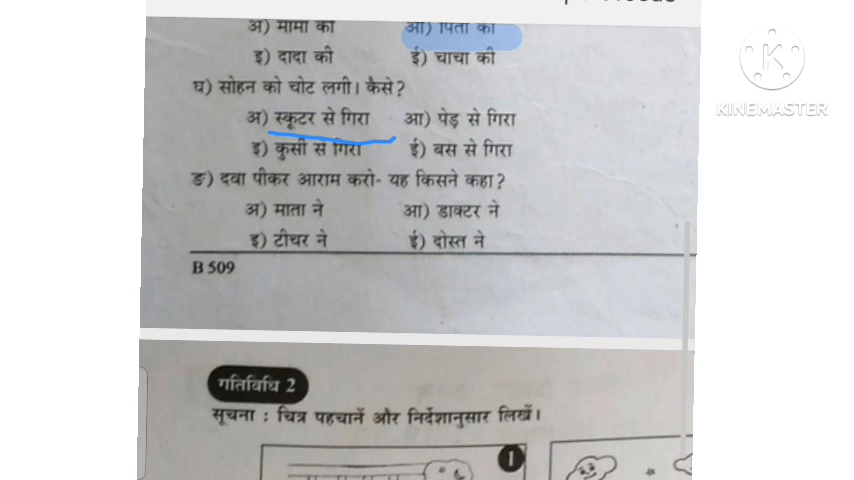 अ) मामा की आ) पिता की
इ) दादा की ई) चाचा की
घ) सोहन को चोट लगी। कैसे?
अ) स्कूटर से गिरा आ) पेड़ से गिरा
इ) कुर्सी से गिरा ई) बस से गिरा
ङ) दवा पीकर आराम करो- यह किसने कहा?
अ) माता ने आ) डाक्टर ने
इ) टीचर ने ई) दोस्त ने
B 509
गतिविधि 2
सूचना : चित्र पहचानें और निर्देशानुसार लिखें।
1
K
KINEMASTER